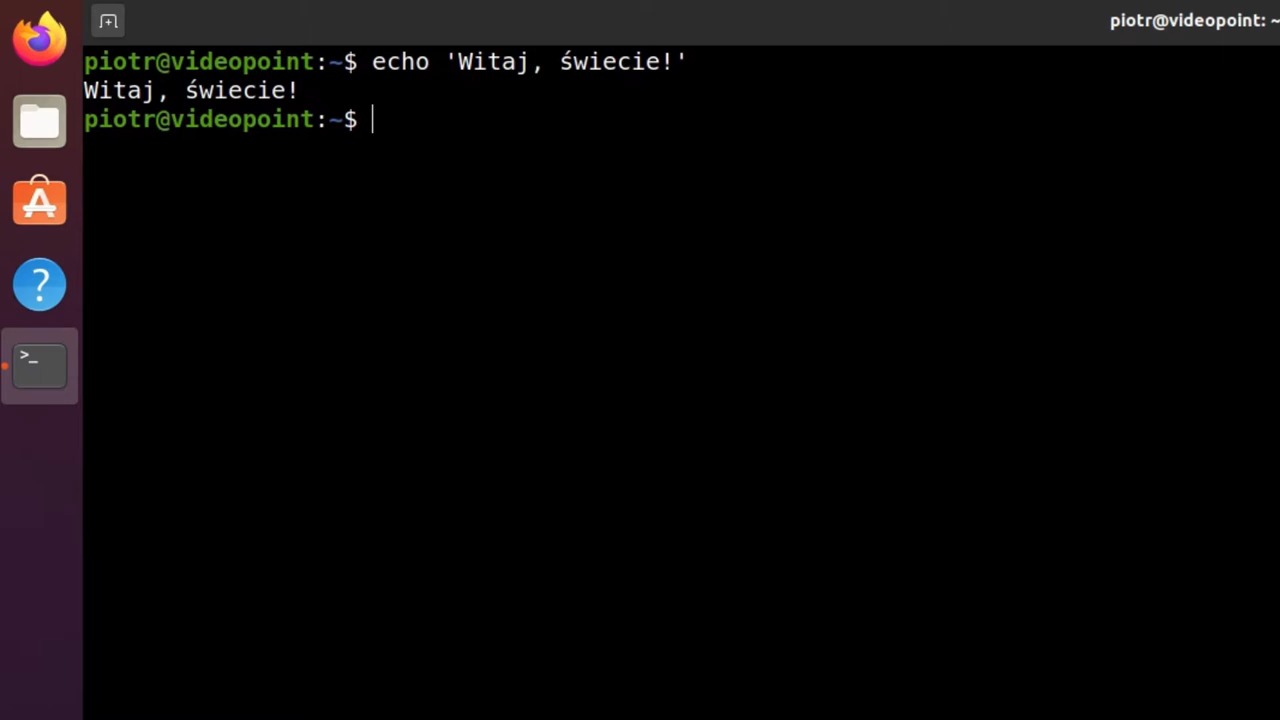 piotr@videopoint: ~
piotr@videopoint:~$ echo 'Witaj, świecie!'
Witaj, świecie!
piotr@videopoint:~$